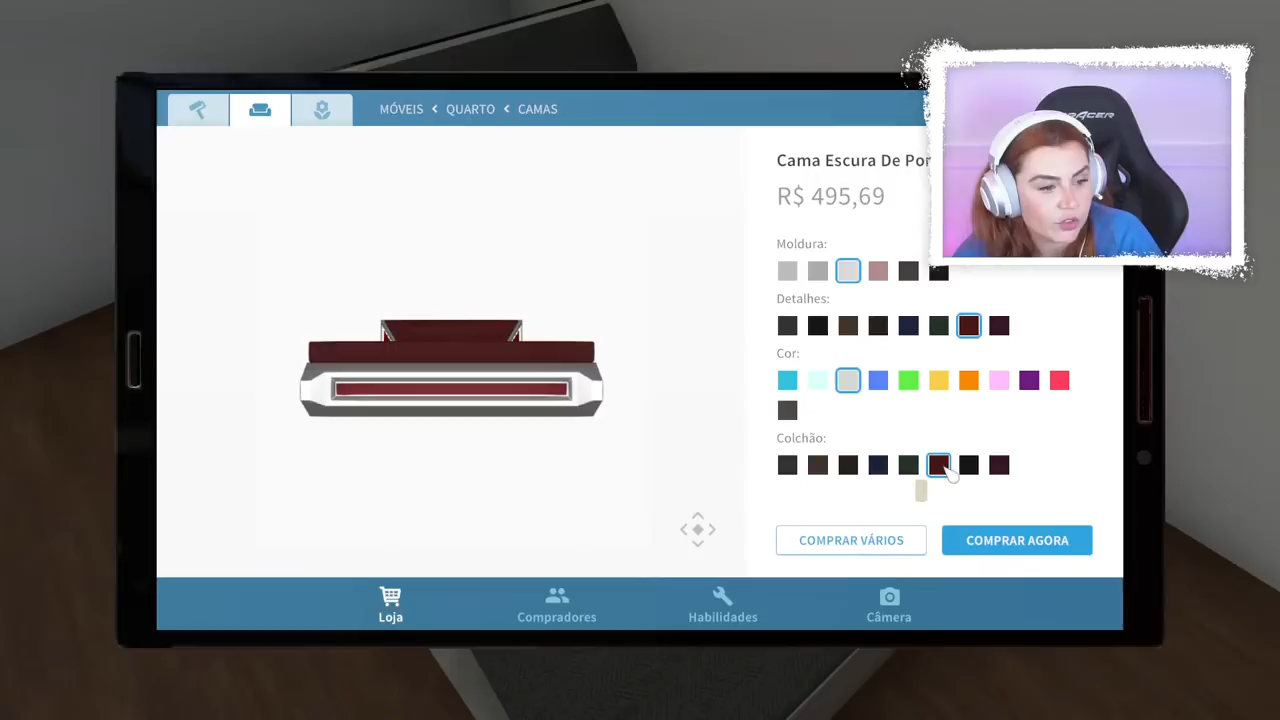 MÓVEIS < QUARTO < CAMAS
Cama Escura De
R$ 495,69
Moldura:
Detalhes:
Cor:
Colchão:
COMPRAR VÁRIOS
COMPRAR AGORA
Loja
Compradores
Habilidades
Câmera